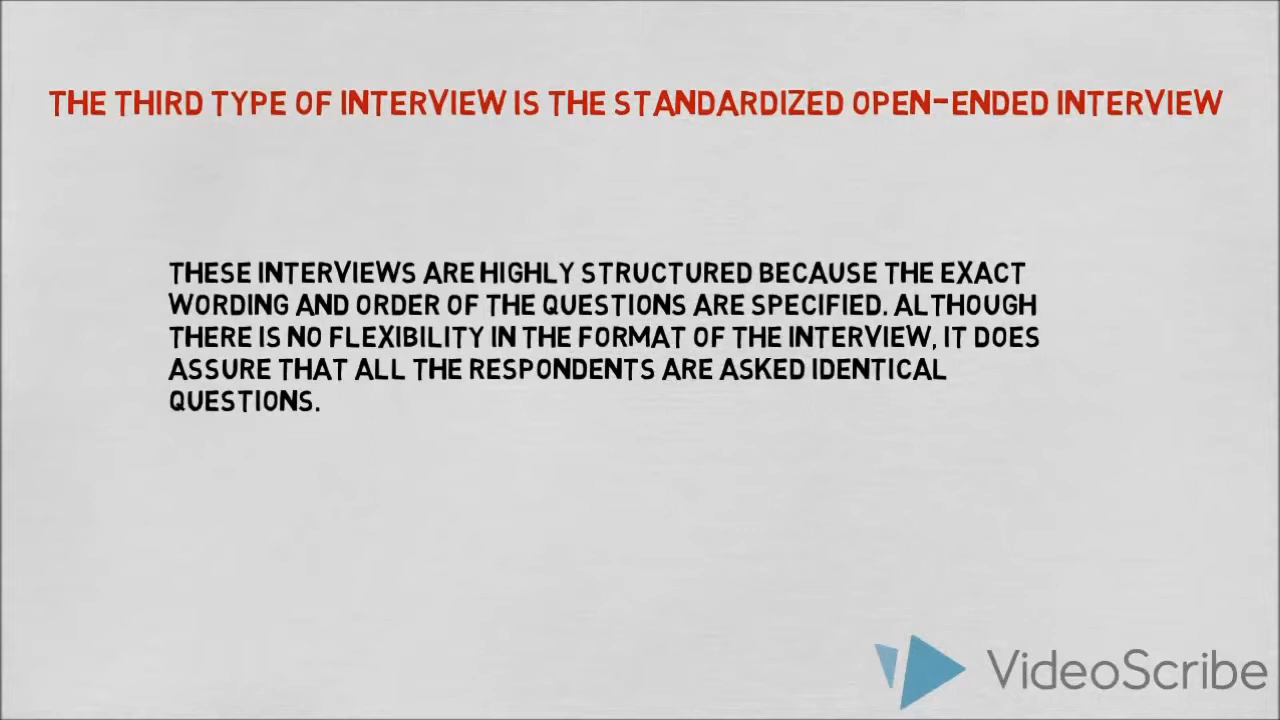 THE THIRD TYPE OF INTERVIEW IS THE STANDARDIZED OPEN-ENDED INTERVIEW
THESE INTERVIEWS ARE HIGHLY STRUCTURED BECAUSE THE EXACT
WORDING AND ORDER OF THE QUESTIONS ARE SPECIFIED. ALTHOUGH
THERE IS NO FLEXIBILITY IN THE FORMAT OF THE INTERVIEW, IT DOES
ASSURE THAT ALL THE RESPONDENTS ARE ASKED IDENTICAL
QUESTIONS.
VideoScribe